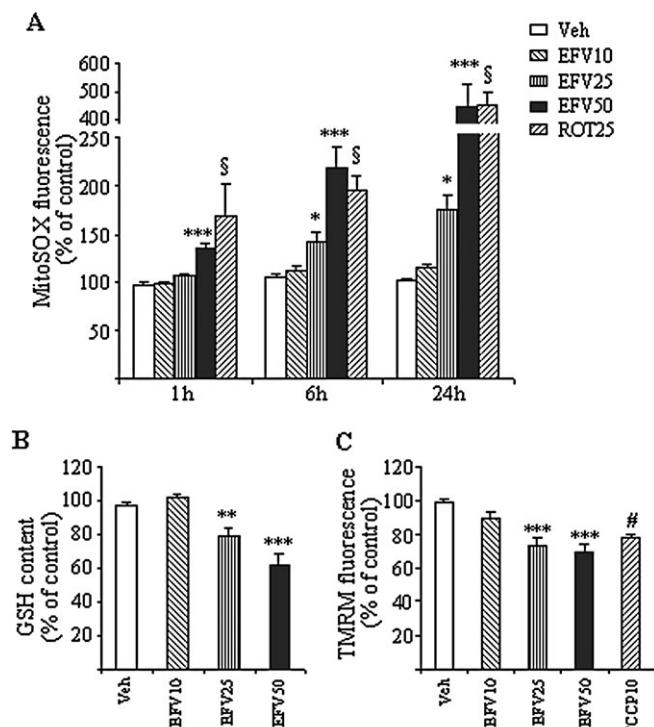 A
Veh
EFV10
EFV25
EFV50
ROT25
MitoSOX fluorescence
(% of control)
600
500
400
250
200
150
100
50
***
§
*
***
§
*
***
§
1h
6h
24h
B
GSH content
(% of control)
120
100
80
60
40
20
**
***
Veh
EFV10
EFV25
EFV50
C
TMRM fluorescence
(% of control)
120
100
80
60
40
20
***
***
#
Veh
EFV10
EFV25
EFV50
CCP10